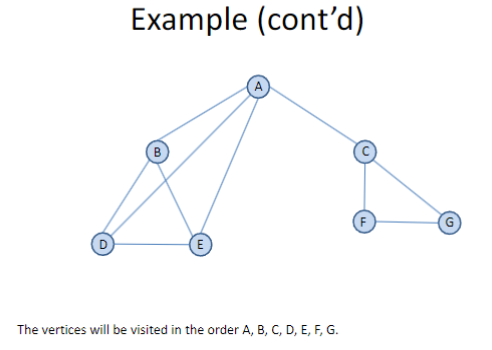 Example (cont’d)
A
B
C
D
E
F
G
The vertices will be visited in the order A, B, C, D, E, F, G.